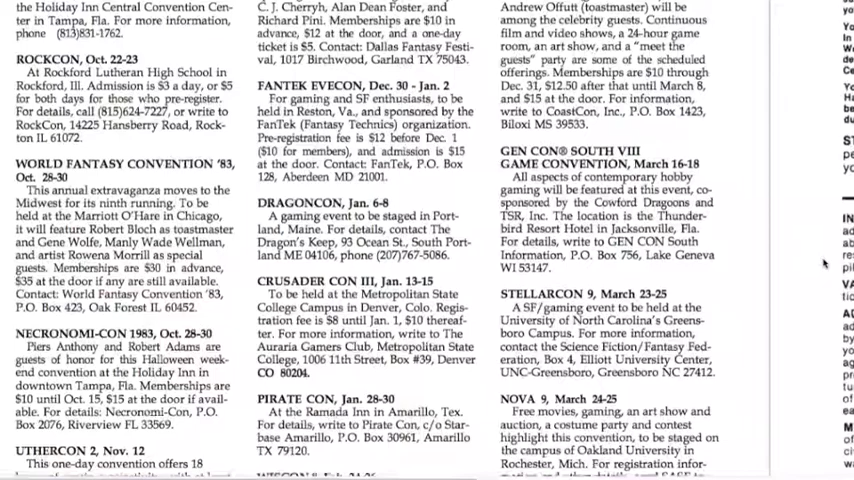 the Holiday Inn Central Convention Cen-
ter in Tampa, Fla. For more information,
phone (813)831-1762.
ROCKCON, Oct. 22-23
At Rockford Lutheran High School in
Rockford, Ill. Admission is $3 a day, or $5
for both days for those who pre-register.
For details, call (815)624-7227, or write to
RockCon, 14225 Hansberry Road, Rock-
ton IL 61072.
WORLD FANTASY CONVENTION '83,
Oct. 28-30
This annual extravaganza moves to the
Midwest for its ninth running. To be
held at the Marriott O'Hare in Chicago,
it will feature Robert Bloch as toastmaster
and Gene Wolfe, Manly Wade Wellman,
and artist Rowena Morrill as special
guests. Memberships are $30 in advance,
$35 at the door if any are still available.
Contact: World Fantasy Convention '83,
P.O. Box 423, Oak Forest IL 60452.
NECRONOMI-CON 1983, Oct. 28-30
Piers Anthony and Robert Adams are
guests of honor for this Halloween week-
end convention at the Holiday Inn in
downtown Tampa, Fla. Memberships are
$10 until Oct. 15, $15 at the door if avail-
able. For details: Necronomi-Con, P.O.
Box 2076, Riverview FL 33569.
UTHERCON 2, Nov. 12
This one-day convention offers 18
C. J. Cherryh, Alan Dean Foster, and
Richard Pini. Memberships are $10 in
advance, $12 at the door, and a one-day
ticket is $5. Contact: Dallas Fantasy Festi-
val, 1017 Birchwood, Garland TX 75043.
FANTEK EVECON, Dec. 30 - Jan. 2
For gaming and SF enthusiasts, to be
held in Reston, Va., and sponsored by the
FanTek (Fantasy Technics) organization.
Pre-registration fee is $12 before Dec. 1
($10 for members), and admission is $15
at the door. Contact: FanTek, P.O. Box
128, Aberdeen MD 21001.
DRAGONCON, Jan. 6-8
A gaming event to be staged in Port-
land, Maine. For details, contact The
Dragon's Keep, 93 Ocean St., South Port-
land ME 04106, phone (207)767-5086.
CRUSADER CON III, Jan. 13-15
To be held at the Metropolitan State
College Campus in Denver, Colo. Regis-
tration fee is $8 until Jan. 1, $10 thereaf-
ter. For more information, write to The
Auraria Gamers Club, Metropolitan State
College, 1006 11th Street, Box #39, Denver
CO 80204.
PIRATE CON, Jan. 28-30
At the Ramada Inn in Amarillo, Tex.
For details, write to Pirate Con, c/o Star-
base Amarillo, P.O. Box 30961, Amarillo
TX 79120.
Andrew Offutt (toastmaster) will be
among the celebrity guests. Continuous
film and video shows, a 24-hour game
room, an art show, and a "meet the
guests" party are some of the scheduled
offerings. Memberships are $10 through
Dec. 31, $12.50 after that until March 8,
and $15 at the door. For information,
write to CoastCon, Inc., P.O. Box 1423,
Biloxi MS 39533.
GEN CON® SOUTH VIII
GAME CONVENTION, March 16-18
All aspects of contemporary hobby
gaming will be featured at this event, co-
sponsored by the Cowford Dragoons and
TSR, Inc. The location is the Thunder-
bird Resort Hotel in Jacksonville, Fla.
For details, write to GEN CON South
Information, P.O. Box 756, Lake Geneva
WI 53147.
STELLARCON 9, March 23-25
A SF/gaming event to be held at the
University of North Carolina's Greens-
boro Campus. For more information,
contact the Science Fiction/Fantasy Fed-
eration, Box 4, Elliott University Center,
UNC-Greensboro, Greensboro NC 27412.
NOVA 9, March 24-25
Free movies, gaming, an art show and
auction, a costume party and contest
highlight this convention, to be staged on
the campus of Oakland University in
Rochester, Mich. For registration infor-